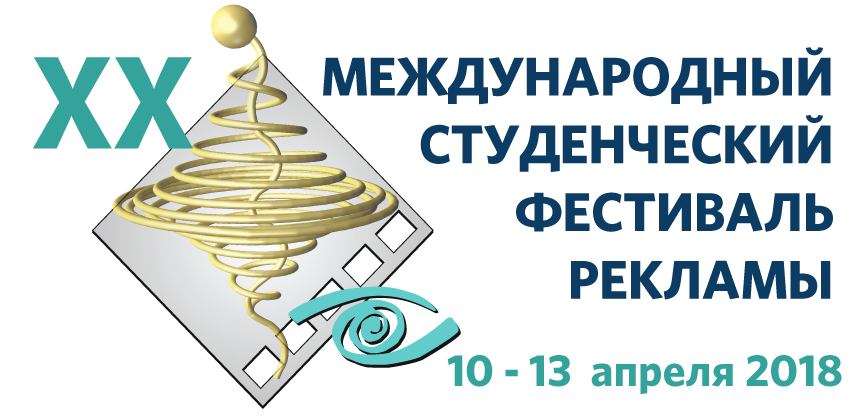 XX
МЕЖДУНАРОДНЫЙ
СТУДЕНЧЕСКИЙ
ФЕСТИВАЛЬ
РЕКЛАМЫ
10 - 13 апреля 2018